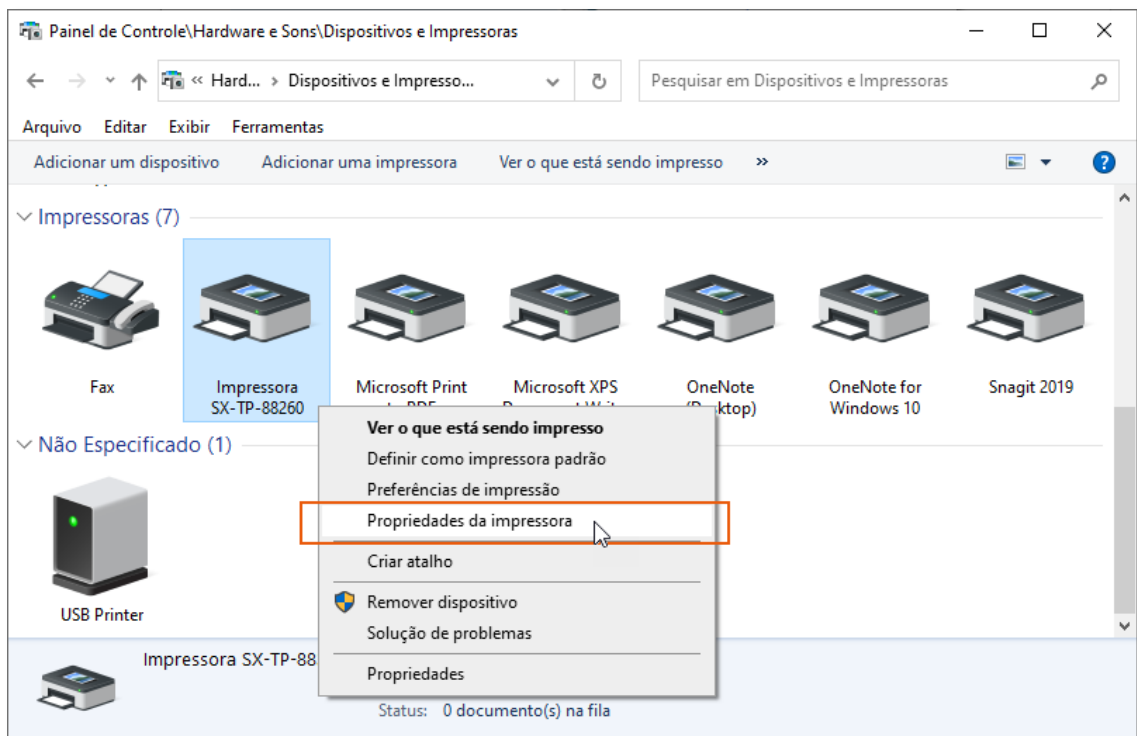 Painel de Controle\Hardware e Sons\Dispositivos e Impressoras
« Hard... > Dispositivos e Impresso...
Pesquisar em Dispositivos e Impressoras
Arquivo Editar Exibir Ferramentas
Adicionar um dispositivo Adicionar uma impressora Ver o que está sendo impresso »
Impressoras (7)
Fax
Impressora
SX-TP-88260
Microsoft Print
Microsoft XPS
OneNote
OneNote for
Windows 10
Snagit 2019
Não Especificado (1)
USB Printer
Ver o que está sendo impresso
Definir como impressora padrão
Preferências de impressão
Propriedades da impressora
Criar atalho
Remover dispositivo
Solução de problemas
Propriedades
Impressora SX-TP-88
Status: 0 documento(s) na fila